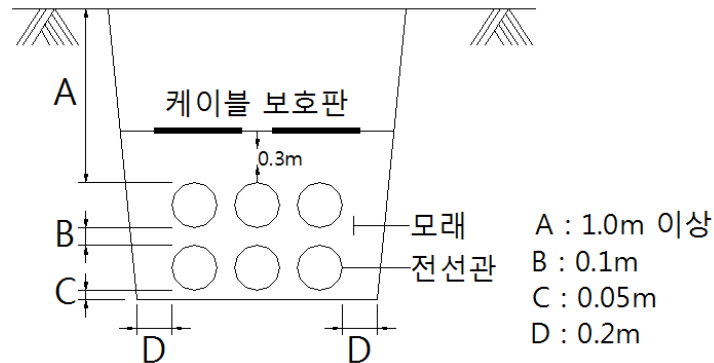 A
케이블 보호판
0.3m
B
모래
전선관
C
D
D
A : 1.0m 이상
B : 0.1m
C : 0.05m
D : 0.2m